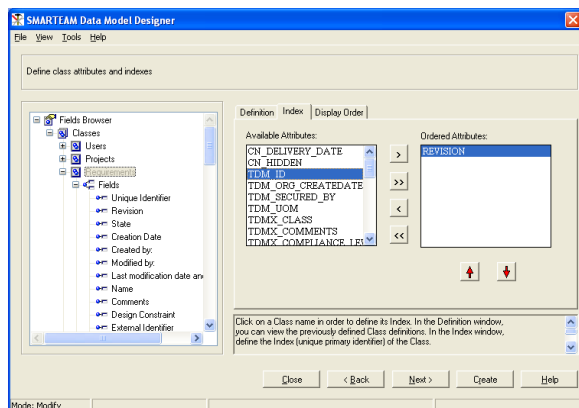 SMARTEAM Data Model Designer
File View Tools Help
Define class attributes and indexes
Fields Browser
Classes
Users
Projects
Requirements
Fields
Unique Identifier
Revision
State
Creation Date
Created by:
Modified by:
Last modification date an
Name
Comments
Design Constraint
External Identifier
Definition Index Display Order
Available Attributes:
CN_DELIVERY_DATE
CN_HIDDEN
TDM_ID
TDM_ORG_CREATEDATE
TDM_SECURED_BY
TDM_UOM
TDMX_CLASS
TDMX_COMMENTS
TDMX_COMPLIANCE_LEV
>
>>
<
<<
Ordered Attributes:
REVISION
Click on a Class name in order to define its Index. In the Definition window,
you can view the previously defined Class definitions. In the Index window,
define the Index (unique primary identifier) of the Class.
Close < Back Next > Create Help
Mode: Modify